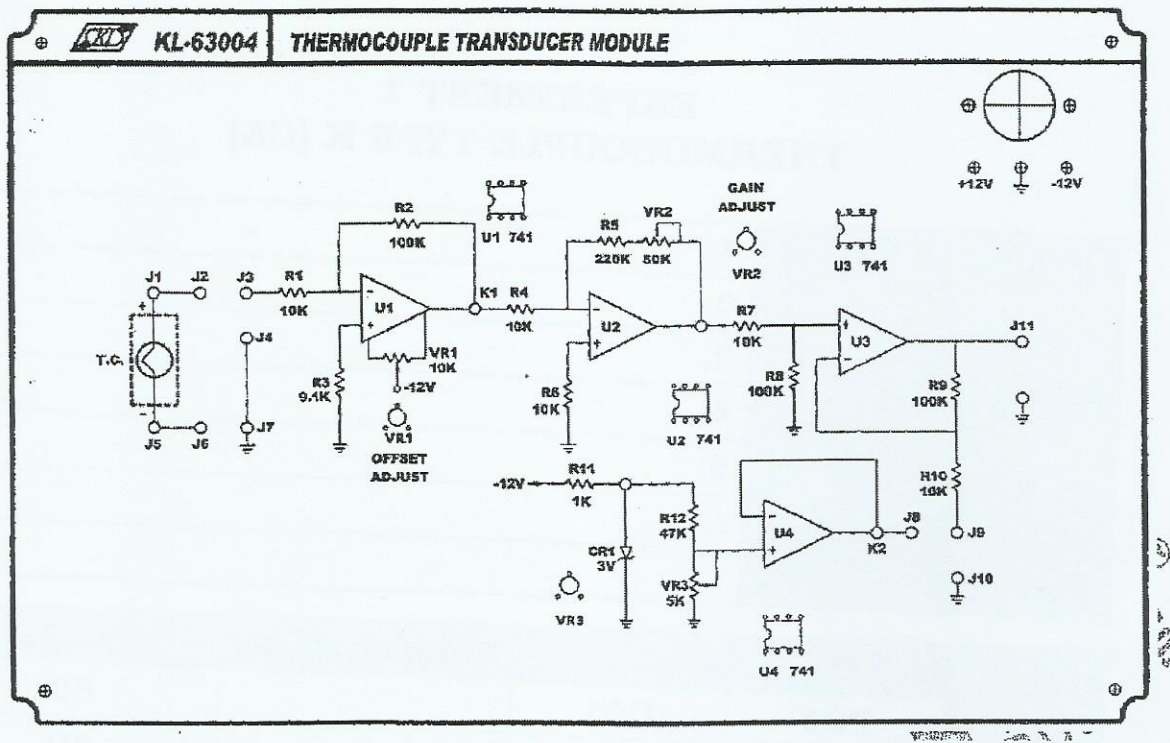 KL-63004 THERMOCOUPLE TRANSDUCER MODULE
+12V -12V
GAIN
ADJUST
VR2
R2
100K
U1 741
R5 VR2
220K 50K
U3 741
J1 J2 J3 R1
10K
U1
K1 R4
10K
U2
R7
10K
U3
J11
+
T.C.
-
J4
J5 J6 J7
R3
9.1K
VR1
10K
-12V
VR1
OFFSET
ADJUST
R6
10K
U2 741
R8
100K
R9
100K
R10
10K
-12V
R11
1K
CR1
3V
VR3
R12
47K
VR3
5K
U4
K2
J8
J9
J10
U4 741